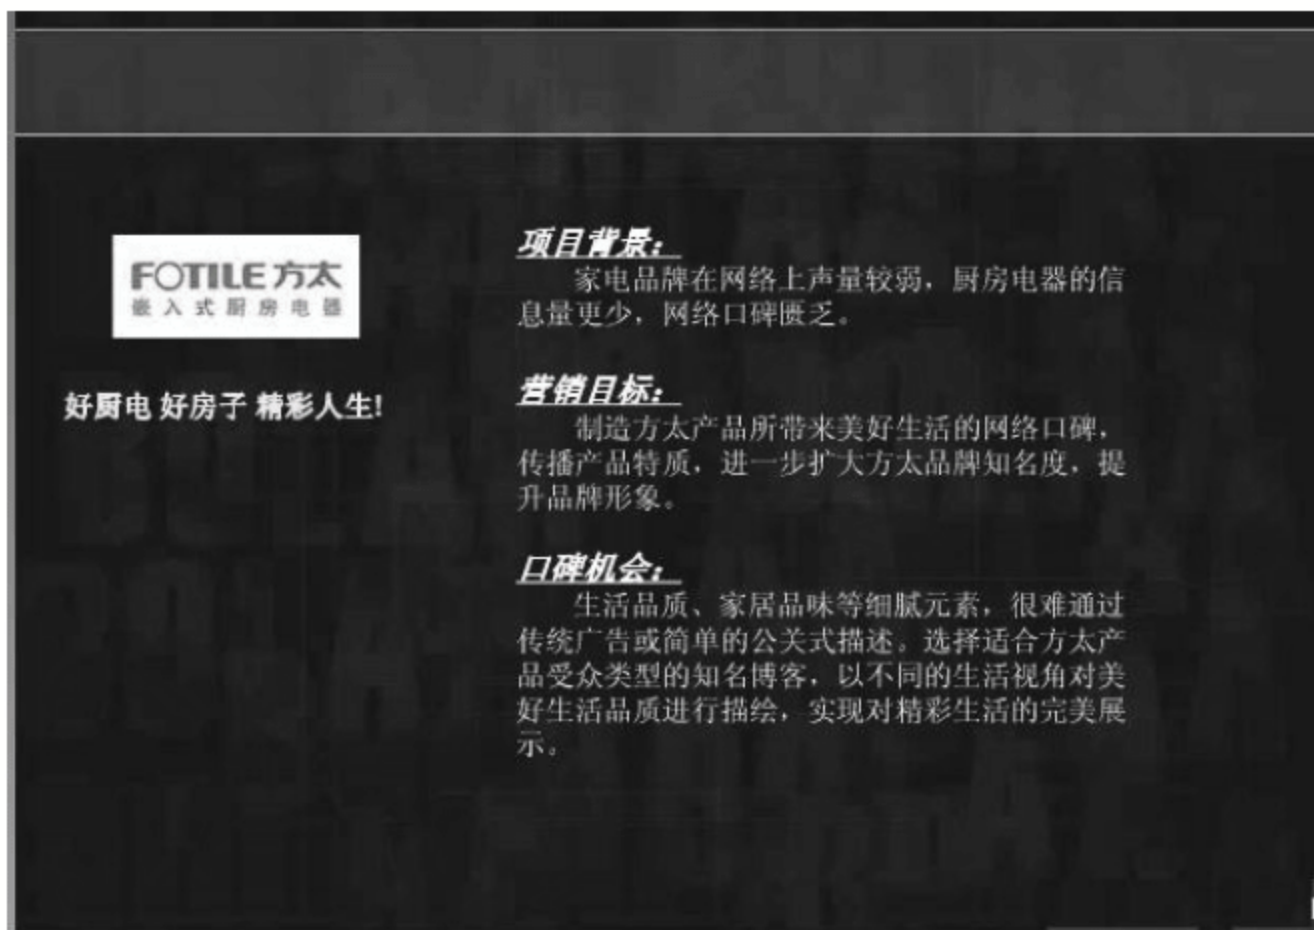 FOTILE 方太
嵌入式厨房电器
好厨电 好房子 精彩人生!
项目背景：
家电品牌在网络上声量较弱，厨房电器的信
息量更少，网络口碑匮乏。
营销目标：
制造方太产品所带来美好生活的网络口碑，
传播产品特质，进一步扩大方太品牌知名度，提
升品牌形象。
口碑机会：
生活品质、家居品味等细腻元素，很难通过
传统广告或简单的公关式描述。选择适合方太产
品受众类型的知名博客，以不同的生活视角对美
好生活品质进行描绘，实现对精彩生活的完美展
示。